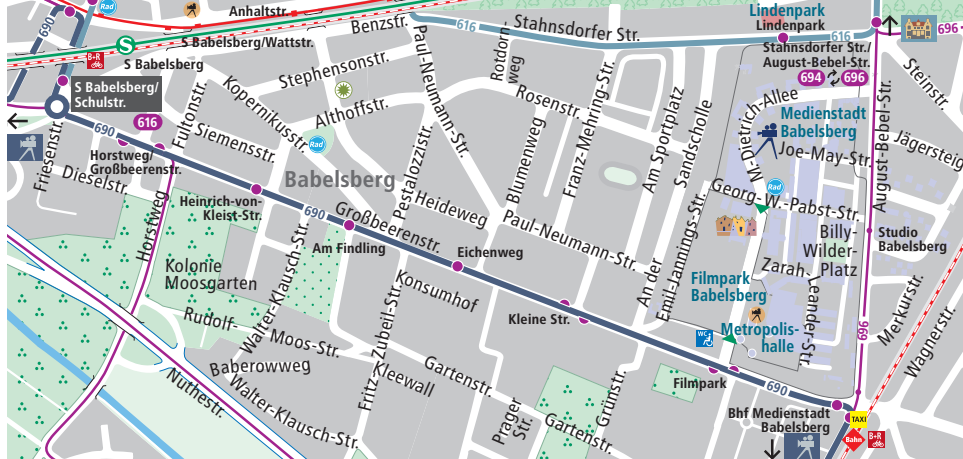 Rad
Anhaltstr.
690
Benzstr.
616
Stahnsdorfer Str.
Lindenpark
Lindenpark
616
696
S
S Babelsberg/Wattstr.
S Babelsberg
B+R
Paul-Neumann-Str.
Rotdorn-
weg
Stahnsdorfer Str./
August-Bebel-Str.
694
696
Steinstr.
S Babelsberg/
Schulstr.
Stephensonstr.
Kopernikusstr.
Althoffstr.
Rosenstr.
Franz-Mehring-Str.
Am Sportplatz
Sandscholle
M.-Dietrich-Allee
Medienstadt
Babelsberg
Joe-May-Str.
August-Bebel-Str.
Jägersteig
690
616
Fultonstr.
Siemensstr.
Rad
Friesenstr.
Horstweg/
Großbeerenstr.
Dieselstr.
Babelsberg
Pestalozzistr.
Heideweg
Blumenweg
Rad
Georg-W.-Pabst-Str.
Heinrich-von-
Kleist-Str.
690
Großbeerenstr.
Paul-Neumann-Str.
Horstweg
Am Findling
Eichenweg
An der
Emil-Jannings-Str.
Billy-
Wilder-
Platz
Studio
Babelsberg
Kolonie
Moosgarten
Walter-Klausch-Str.
Konsumhof
Filmpark
Babelsberg
Zarah-
Leander-Str.
Merkurstr.
Rudolf-
Moos-Str.
Fritz-Zubeil-Str.
Kleine Str.
WC
Metropolis-
halle
696
Wagnerstr.
Baberowweg
Kleewall
Gartenstr.
Grünstr.
Filmpark
690
Nuthestr.
Walter-Klausch-Str.
Prager
Str.
Gartenstr.
Bhf Medienstadt
Babelsberg
TAXI
Bahn
B+R